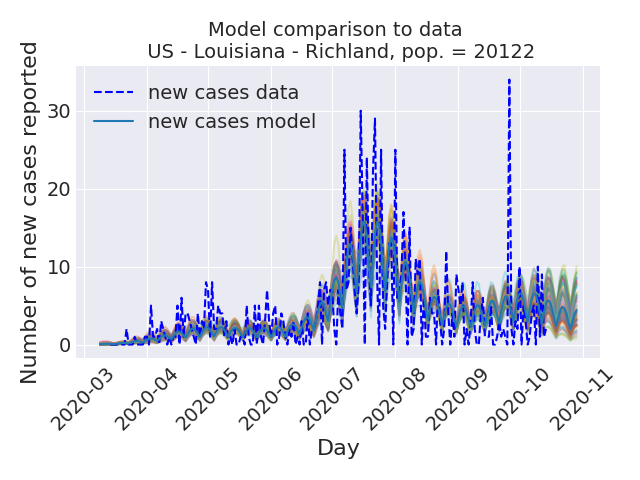 Model comparison to data
US - Louisiana - Richland, pop. = 20122
Number of new cases reported
new cases data
new cases model
30
20
10
0
2020-03
2020-04
2020-05
2020-06
2020-07
2020-08
2020-09
2020-10
2020-11
Day